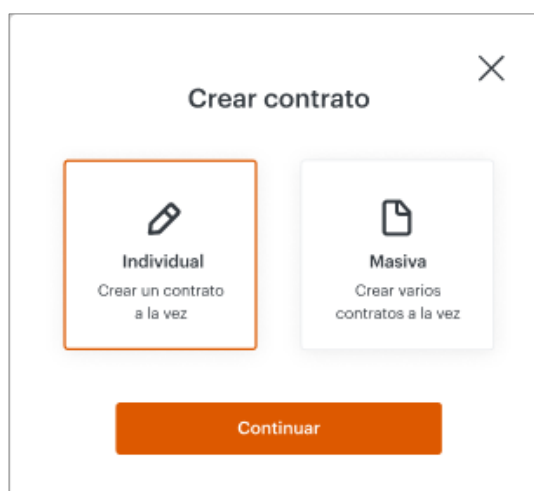 Crear contrato
Individual
Crear un contrato
a la vez
Masiva
Crear varios
contratos a la vez
Continuar